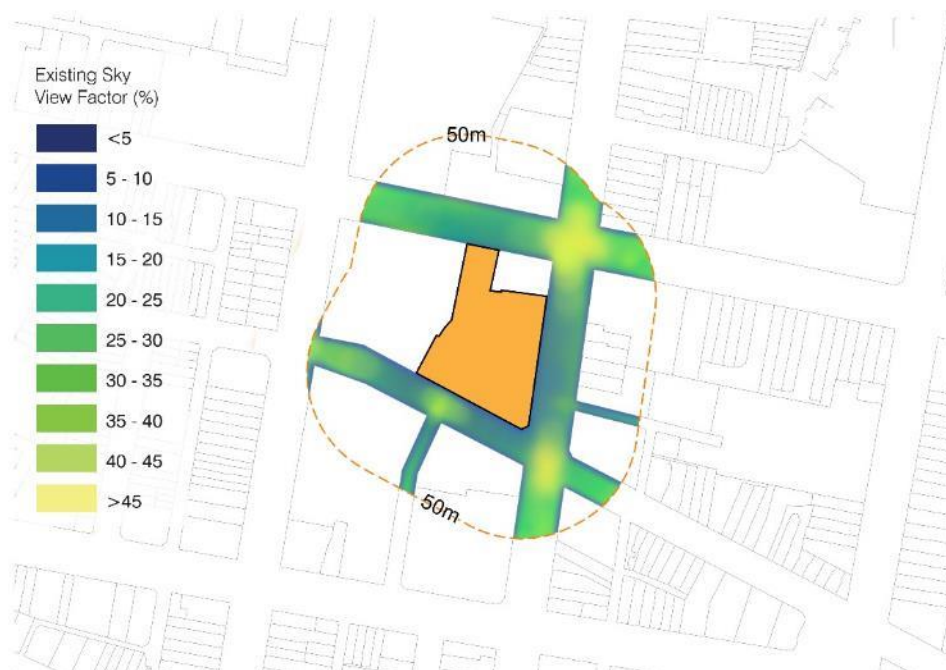 Existing Sky
View Factor (%)
<5
5 - 10
10 - 15
15 - 20
20 - 25
25 - 30
30 - 35
35 - 40
40 - 45
>45
50m
50m